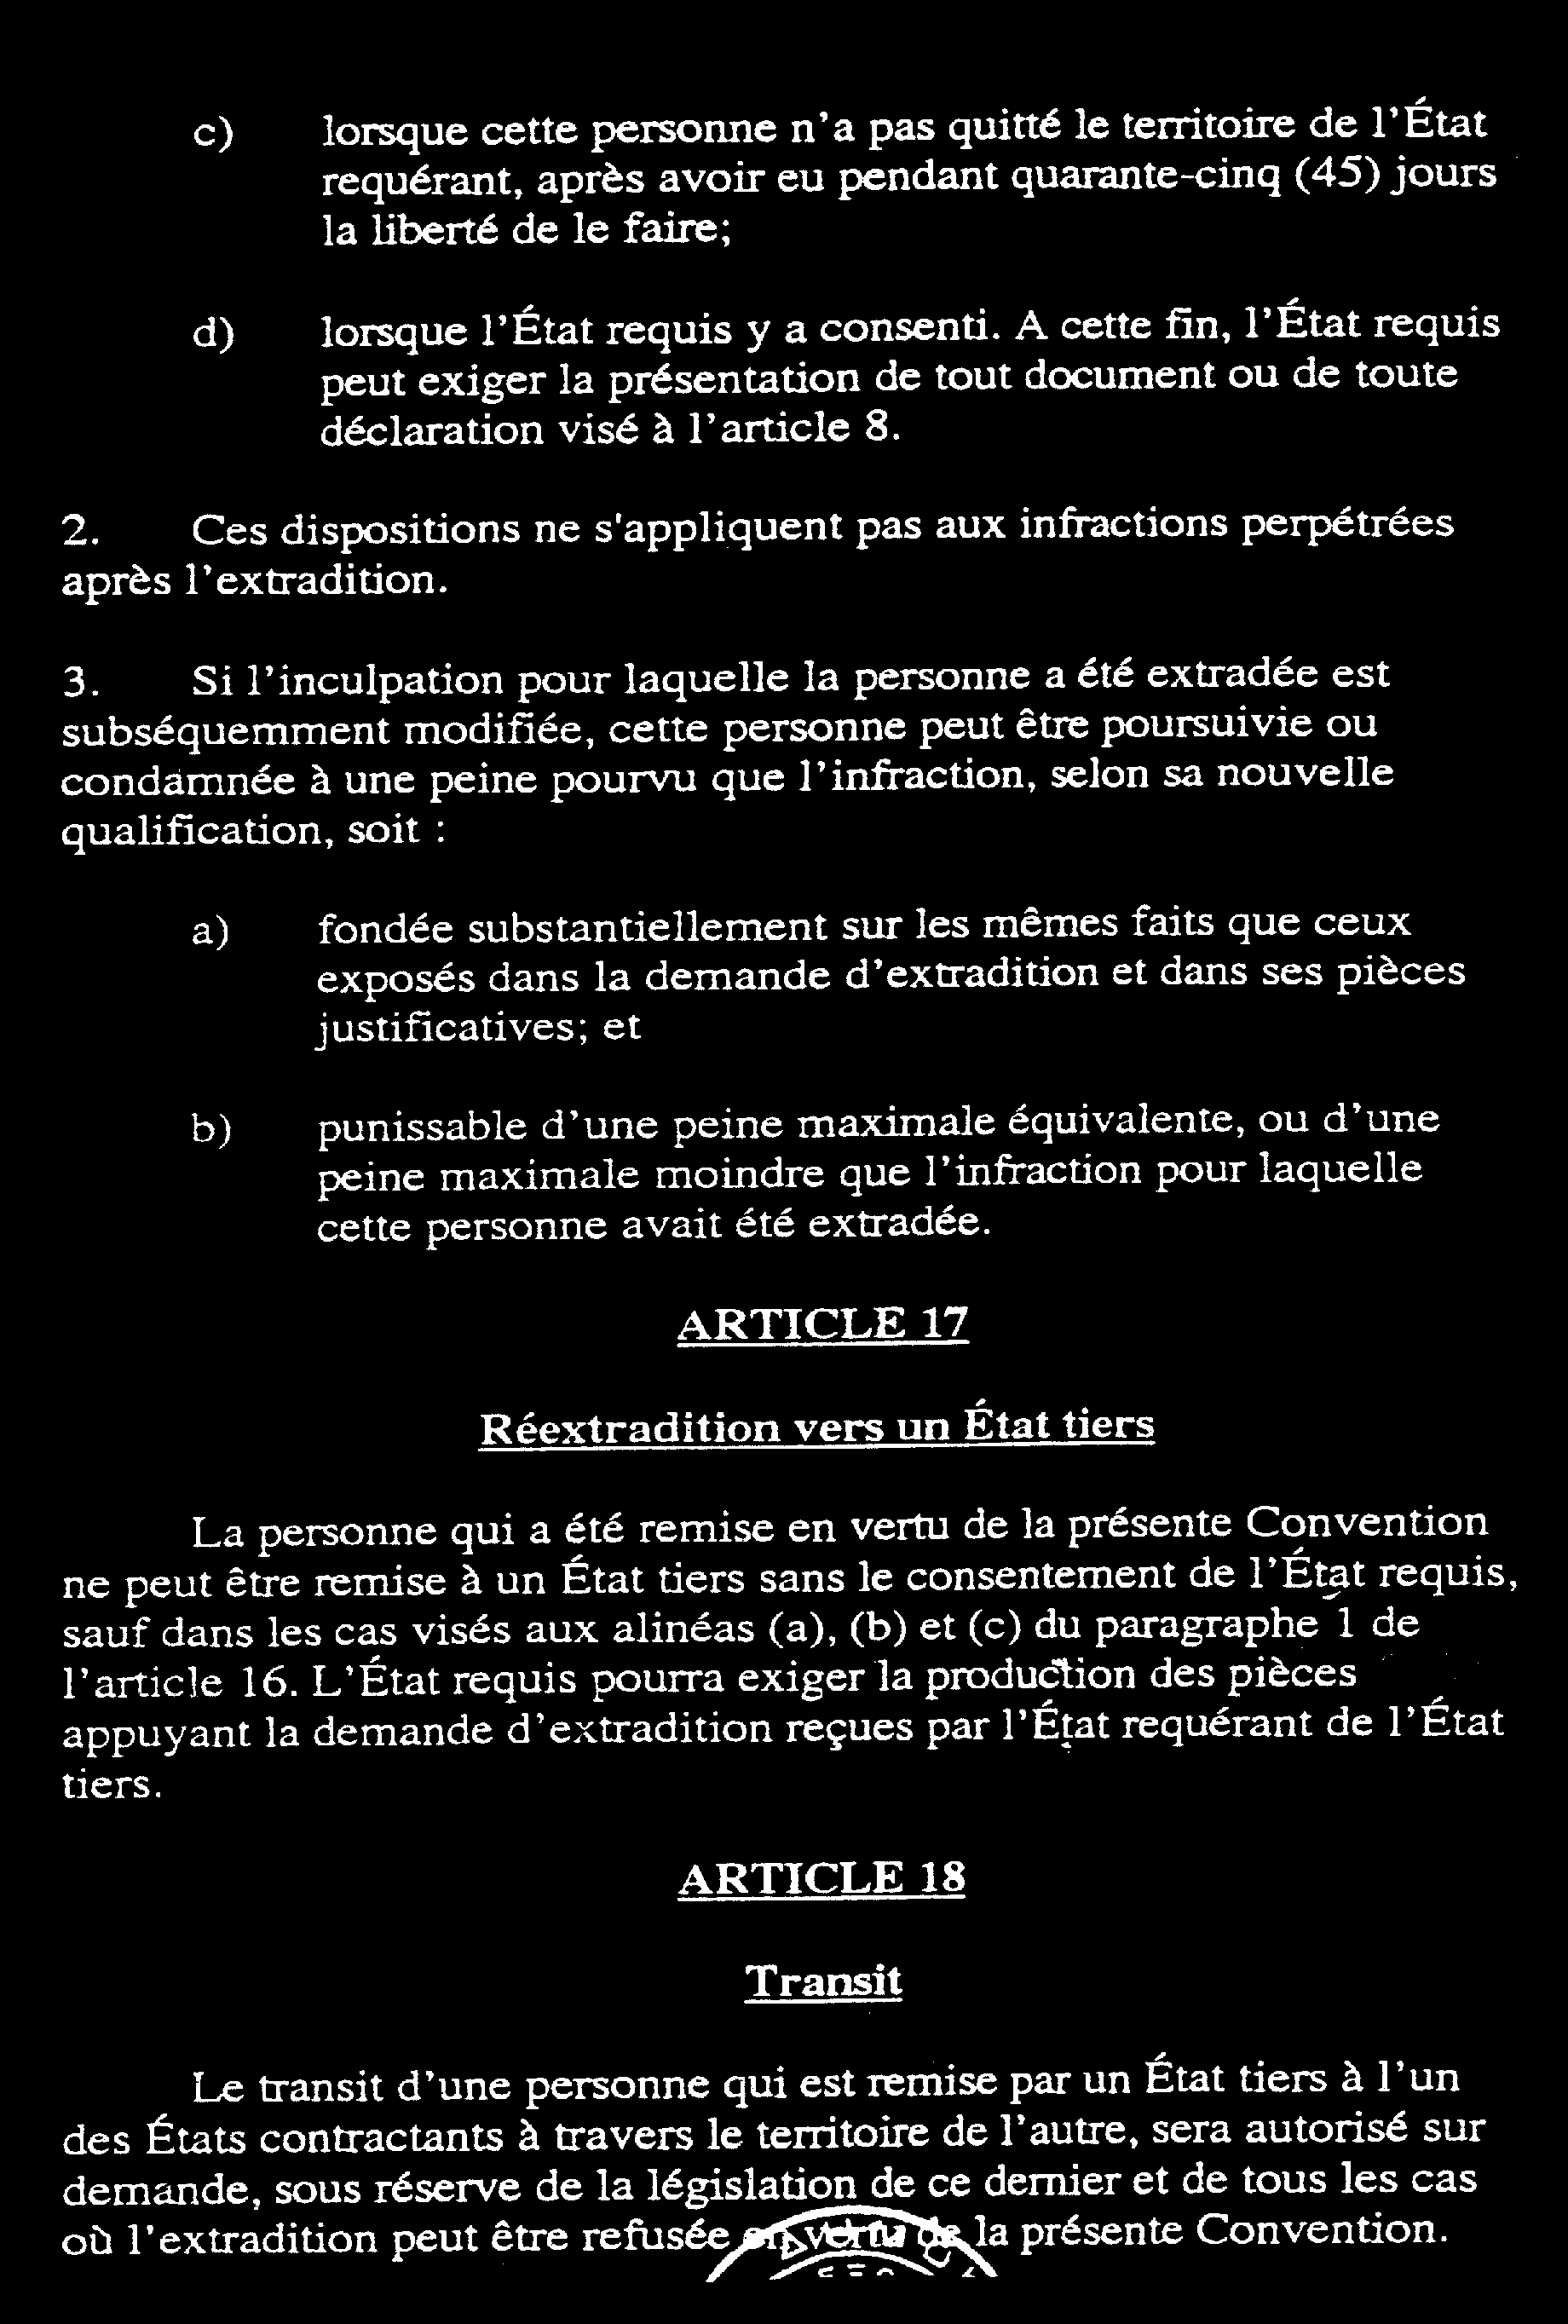 c) lorsque cette personne n'a pas quitté le territoire de l'État
requérant, après avoir eu pendant quarante-cinq (45) jours
la liberté de le faire;
d) lorsque l'État requis y a consenti. A cette fin, l'État requis
peut exiger la présentation de tout document ou de toute
déclaration visé à l'article 8.
2. Ces dispositions ne s'appliquent pas aux infractions perpétrées
après l'extradition.
3. Si l'inculpation pour laquelle la personne a été extradée est
subséquemment modifiée, cette personne peut être poursuivie ou
condamnée à une peine pourvu que l'infraction, selon sa nouvelle
qualification, soit :
a) fondée substantiellement sur les mêmes faits que ceux
exposés dans la demande d'extradition et dans ses pièces
justificatives; et
b) punissable d'une peine maximale équivalente, ou d'une
peine maximale moindre que l'infraction pour laquelle
cette personne avait été extradée.
ARTICLE 17
Réextradition vers un État tiers
La personne qui a été remise en vertu de la présente Convention
ne peut être remise à un État tiers sans le consentement de l'État requis,
sauf dans les cas visés aux alinéas (a), (b) et (c) du paragraphe 1 de
l'article 16. L'État requis pourra exiger la production des pièces
appuyant la demande d'extradition reçues par l'État requérant de l'État
tiers.
ARTICLE 18
Transit
Le transit d'une personne qui est remise par un État tiers à l'un
des États contractants à travers le territoire de l'autre, sera autorisé sur
demande, sous réserve de la législation de ce dernier et de tous les cas
où l'extradition peut être refusée en vertu de la présente Convention.